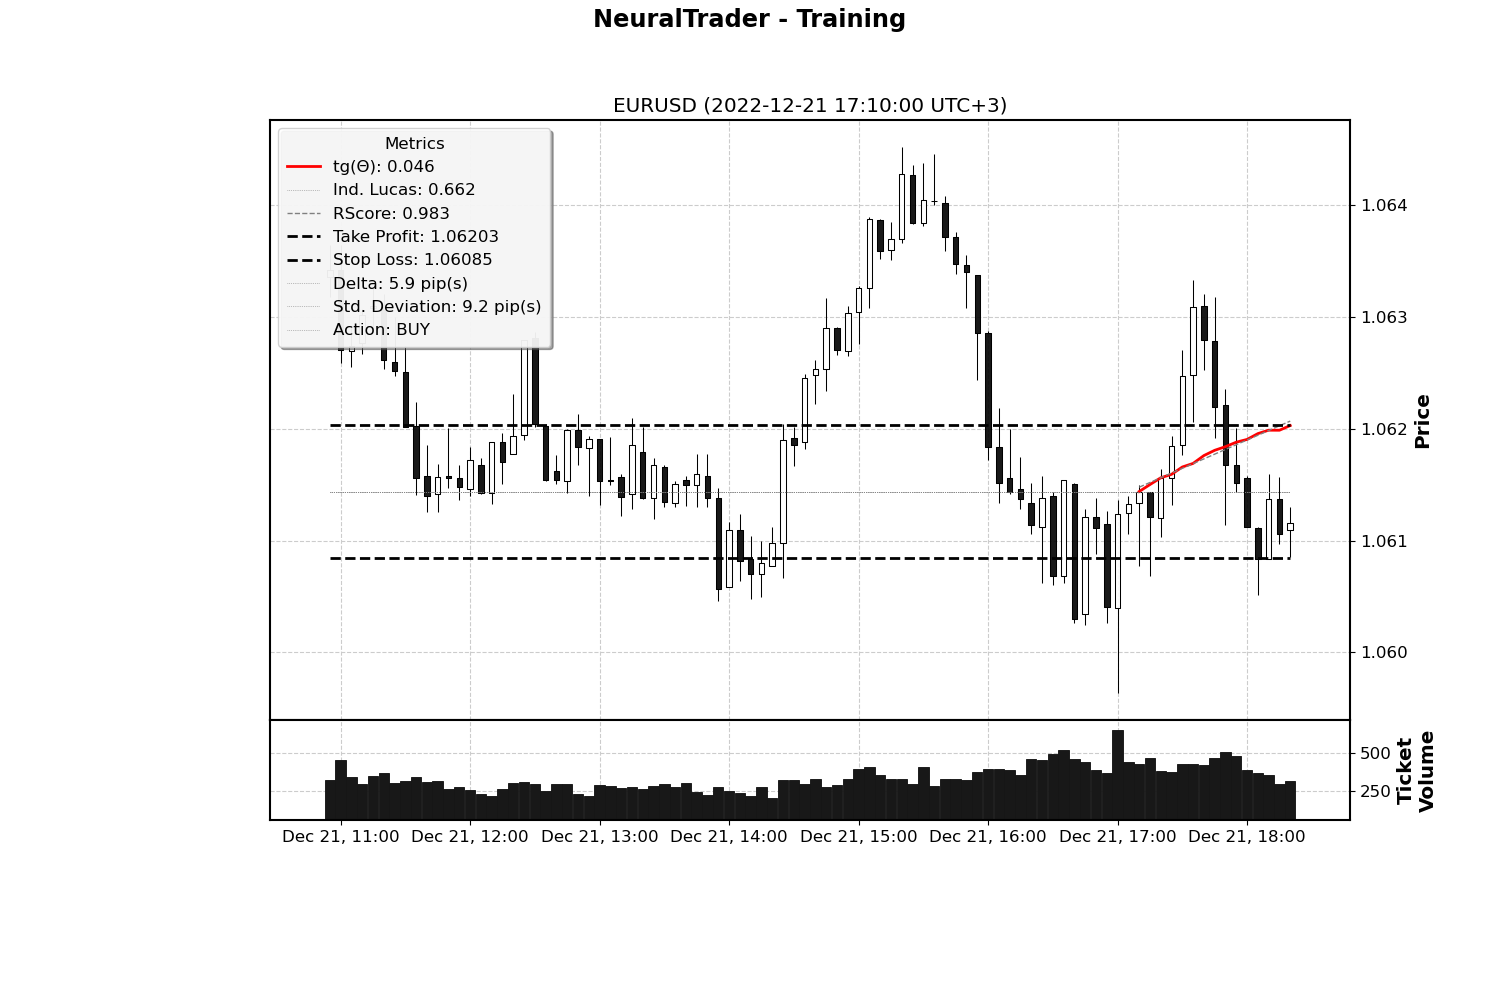 NeuralTrader - Training
EURUSD (2022-12-21 17:10:00 UTC+3)
Metrics
tg(Θ): 0.046
Ind. Lucas: 0.662
RScore: 0.983
Take Profit: 1.06203
Stop Loss: 1.06085
Delta: 5.9 pip(s)
Std. Deviation: 9.2 pip(s)
Action: BUY
1.064
1.063
1.062
1.061
1.060
Price
500
250
Ticket
Volume
Dec 21, 11:00
Dec 21, 12:00
Dec 21, 13:00
Dec 21, 14:00
Dec 21, 15:00
Dec 21, 16:00
Dec 21, 17:00
Dec 21, 18:00